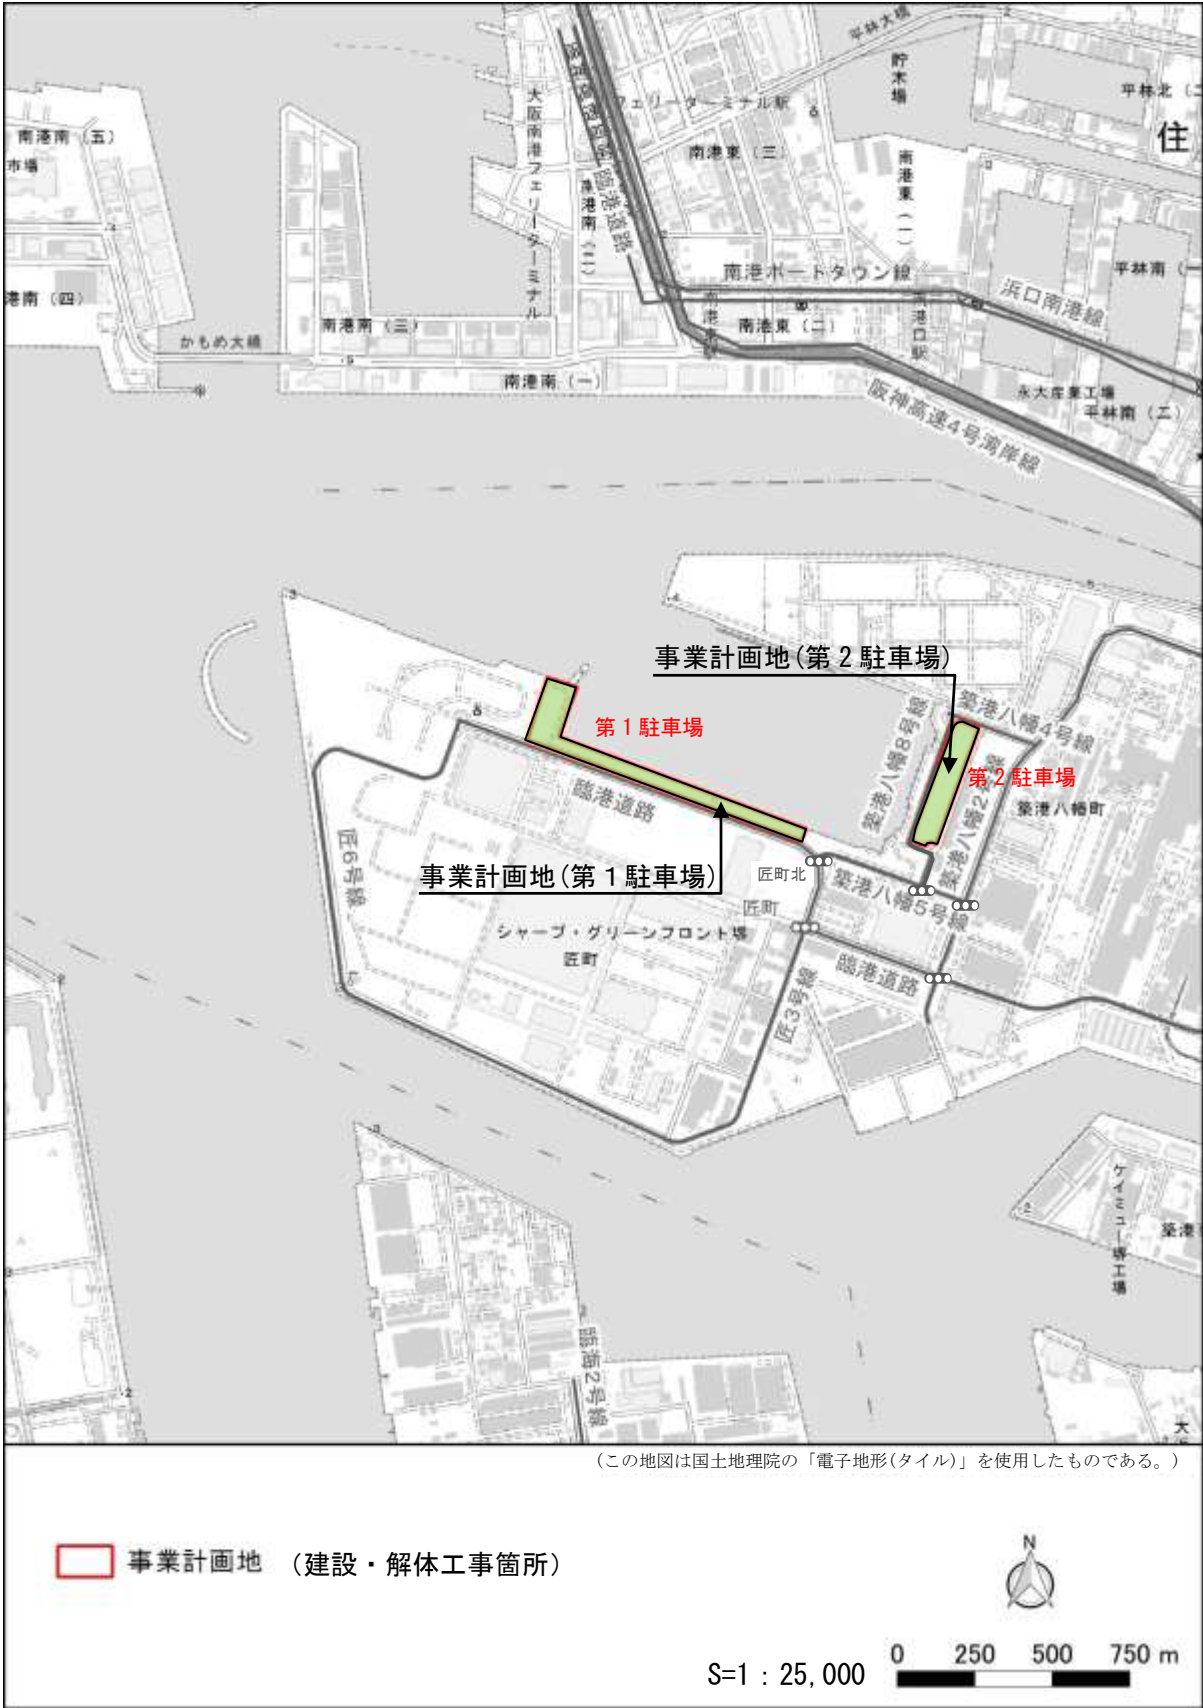 平林大橋
貯木場
平林北（二
住
大阪南港フェリーターミナル
フェリーターミナル駅
南港東（三）
南港東（一）
南港南（五）
市場
臨港道路
南港南（二）
南港ポートタウン線
平林南（一
港南（四）
浜口南港線
南港南（三）
南港東（二）
南港東駅
南港口駅
かもめ大橋
南港南（一）
永大産業工場
平林南（二）
阪神高速4号湾岸線
事業計画地(第２駐車場)
築港八幡4号線
第１駐車場
築港八幡8号線
第２駐車場
築港八幡2号線
築港八幡町
臨港道路
匠6号線
事業計画地(第１駐車場)
匠町北
築港八幡5号線
匠町
シャープ・グリーンフロント堺
匠町
臨港道路
匠3号線
ケイミュー堺工場
築港
臨海2号線
大
(この地図は国土地理院の「電子地形(タイル)」を使用したものである。)
事業計画地　（建設・解体工事箇所）
N
S=1：25,000
0 250 500 750 m